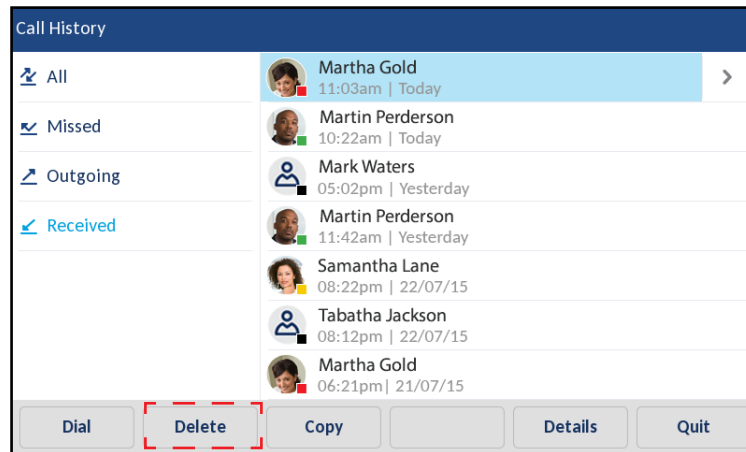 Call History
All
Missed
Outgoing
Received
Martha Gold
11:03am | Today
Martin Perderson
10:22am | Today
Mark Waters
05:02pm | Yesterday
Martin Perderson
11:42am | Yesterday
Samantha Lane
08:22pm | 22/07/15
Tabatha Jackson
08:12pm | 22/07/15
Martha Gold
06:21pm| 21/07/15
Dial Delete Copy Details Quit